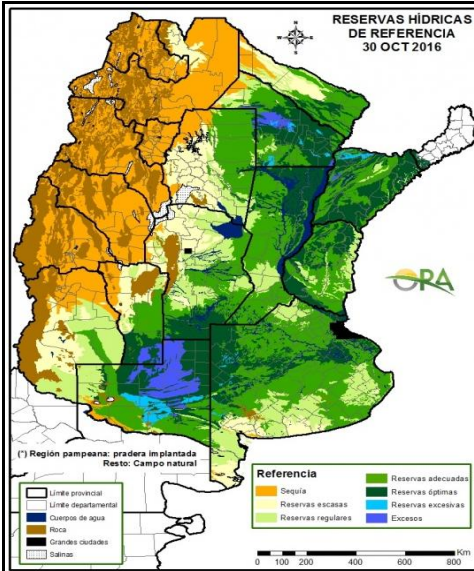 RESERVAS HÍDRICAS
DE REFERENCIA
30 OCT 2016
ORA
(*) Región pampeana: pradera implantada
Resto: Campo natural
Límite provincial
Límite departamental
Cuerpos de agua
Roca
Grandes ciudades
Salinas
Referencia
Sequía
Reservas escasas
Reservas regulares
Reservas adecuadas
Reservas óptimas
Reservas excesivas
Excesos
Km
0 100 200 400 600 800